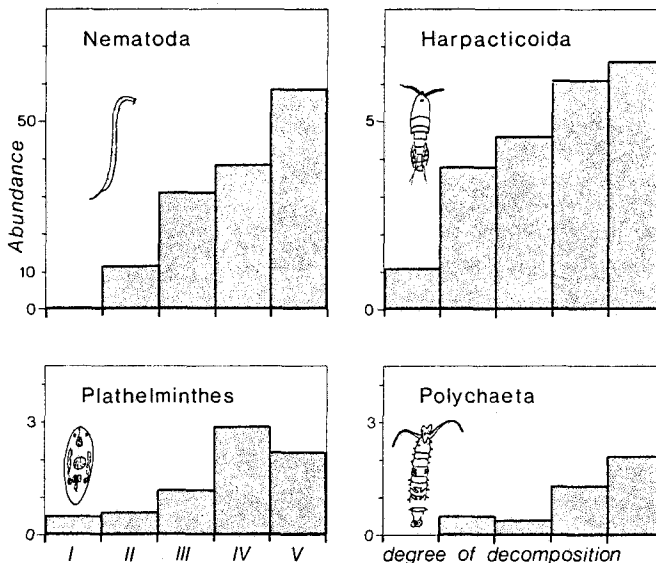 Nematoda
Abundance
50
10
0
Harpacticoida
5
0
Plathelminthes
3
0
I II III IV V
Polychaeta
3
0
degree of decomposition